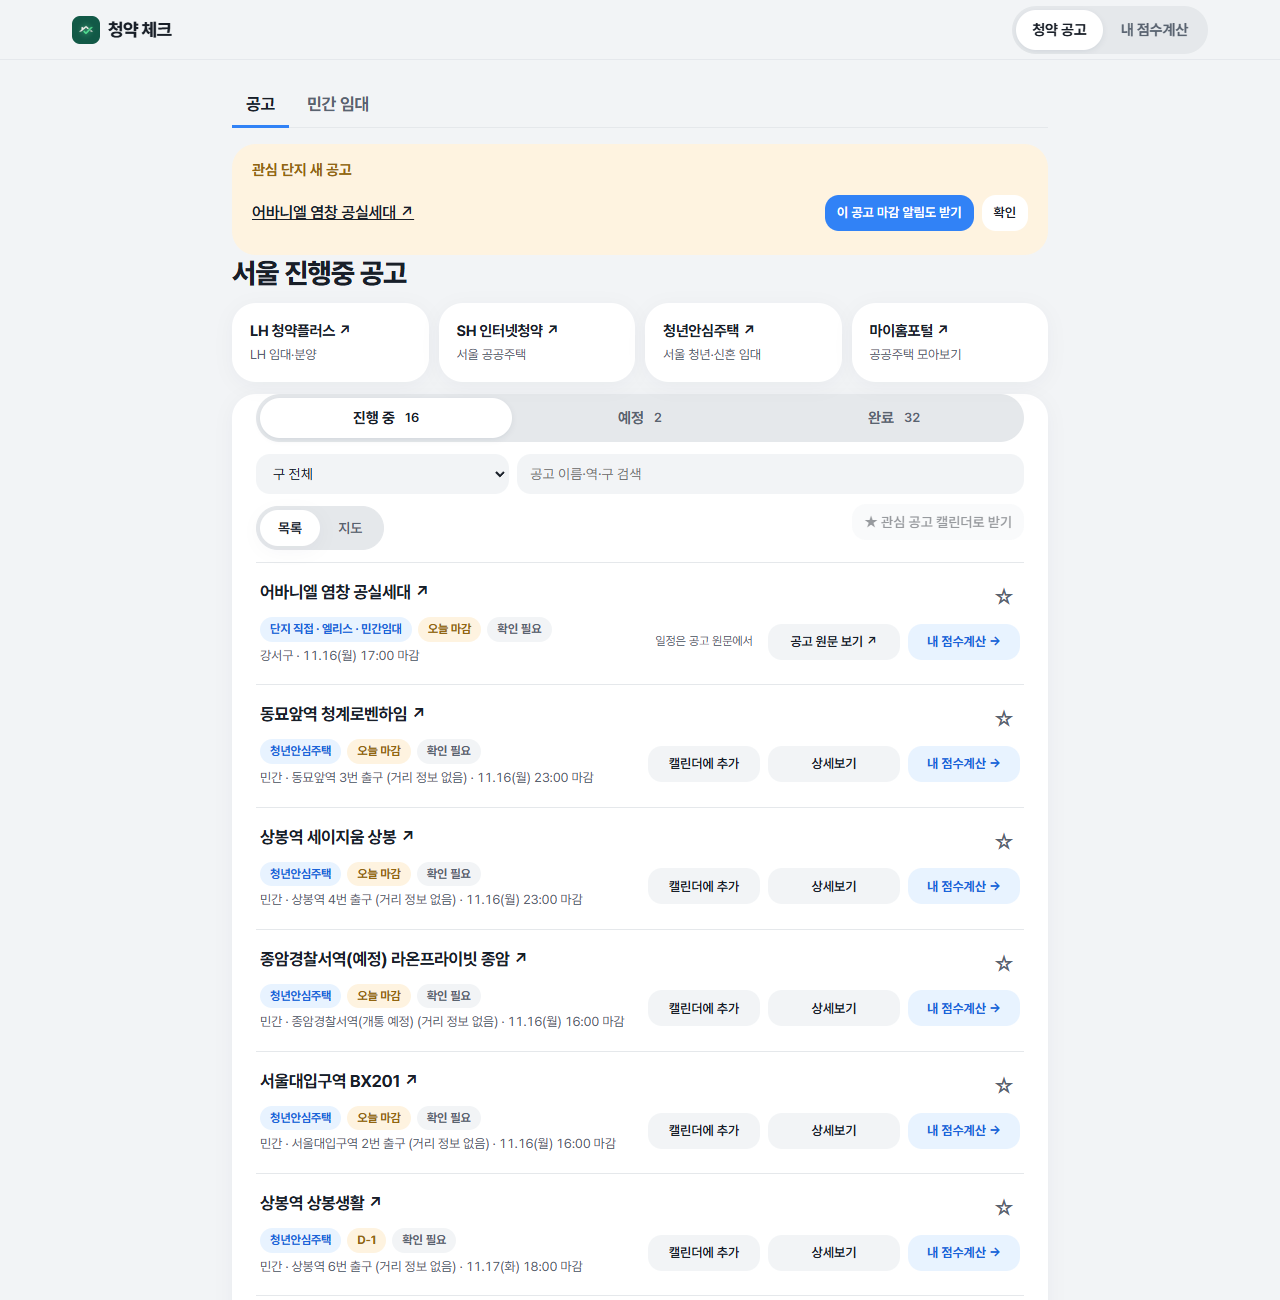 청약 체크
청약 공고
내 점수계산
공고
민간 임대
관심 단지 새 공고
어바니엘 염창 공실세대 ↗
이 공고 마감 알림도 받기
확인
서울 진행중 공고
LH 청약플러스 ↗
LH 임대·분양
SH 인터넷청약 ↗
서울 공공주택
청년안심주택 ↗
서울 청년·신혼 임대
마이홈포털 ↗
공공주택 모아보기
진행 중 16
예정 2
완료 32
구 전체
공고 이름·역·구 검색
목록
지도
★ 관심 공고 캘린더로 받기
어바니엘 염창 공실세대 ↗
☆
단지 직접 · 엘리스 · 민간임대
오늘 마감
확인 필요
강서구 · 11.16(월) 17:00 마감
일정은 공고 원문에서
공고 원문 보기 ↗
내 점수계산 →
동묘앞역 청계로벤하임 ↗
☆
청년안심주택
오늘 마감
확인 필요
민간 · 동묘앞역 3번 출구 (거리 정보 없음) · 11.16(월) 23:00 마감
캘린더에 추가
상세보기
내 점수계산 →
상봉역 세이지움 상봉 ↗
☆
청년안심주택
오늘 마감
확인 필요
민간 · 상봉역 4번 출구 (거리 정보 없음) · 11.16(월) 23:00 마감
캘린더에 추가
상세보기
내 점수계산 →
종암경찰서역(예정) 라온프라이빗 종암 ↗
☆
청년안심주택
오늘 마감
확인 필요
민간 · 종암경찰서역(개통 예정) (거리 정보 없음) · 11.16(월) 16:00 마감
캘린더에 추가
상세보기
내 점수계산 →
서울대입구역 BX201 ↗
☆
청년안심주택
오늘 마감
확인 필요
민간 · 서울대입구역 2번 출구 (거리 정보 없음) · 11.16(월) 16:00 마감
캘린더에 추가
상세보기
내 점수계산 →
상봉역 상봉생활 ↗
☆
청년안심주택
D-1
확인 필요
민간 · 상봉역 6번 출구 (거리 정보 없음) · 11.17(화) 18:00 마감
캘린더에 추가
상세보기
내 점수계산 →